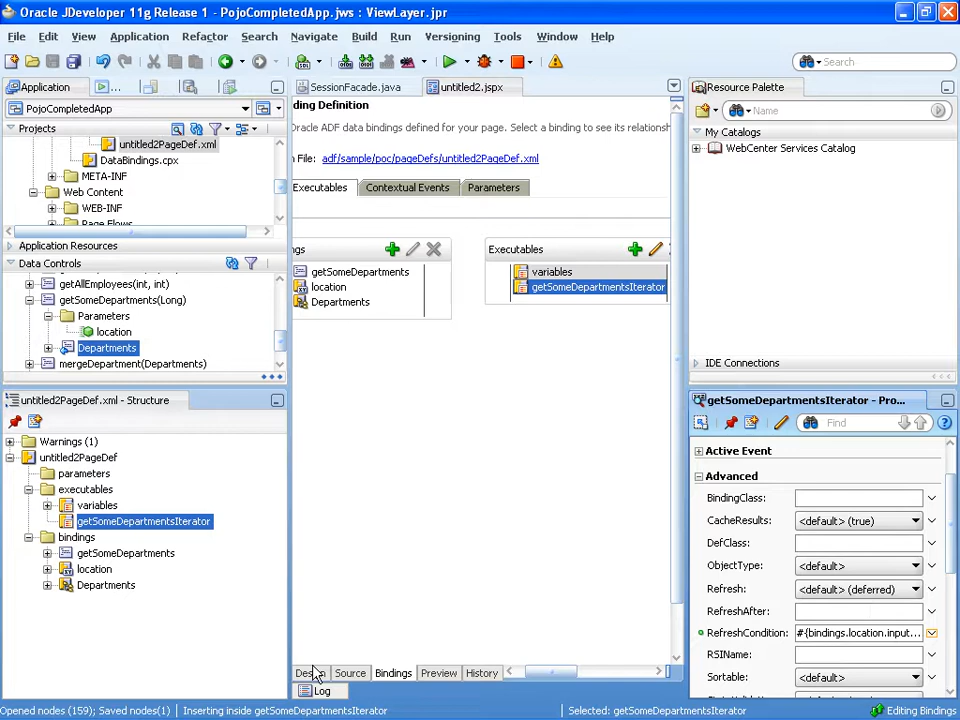 Oracle JDeveloper 11g Release 1 - PojoCompletedApp.jws : ViewLayer.jpr
File Edit View Application Refactor Search Navigate Build Run Versioning Tools Window Help
Search
Application
SessionFacade.java
untitled2.jspx
Resource Palette
PojoCompletedApp
Name
Projects
My Catalogs
WebCenter Services Catalog
untitled2PageDef.xml
DataBindings.cpx
META-INF
Web Content
WEB-INF
Page Flows
Application Resources
Data Controls
getAllEmployees(int, int)
getSomeDepartments(Long)
Parameters
location
Departments
mergeDepartment(Departments)
ding Definition
Oracle ADF data bindings defined for your page. Select a binding to see its relationsh
n File: adf/sample/poc/pageDefs/untitled2PageDef.xml
Executables Contextual Events Parameters
ngs
getSomeDepartments
location
Departments
Executables
variables
getSomeDepartmentsIterator
IDE Connections
untitled2PageDef.xml - Structure
Warnings (1)
untitled2PageDef
parameters
executables
variables
getSomeDepartmentsIterator
bindings
getSomeDepartments
location
Departments
getSomeDepartmentsIterator - Pro...
Find
Active Event
Advanced
BindingClass:
CacheResults: <default> (true)
DefClass:
ObjectType: <default>
Refresh: <default> (deferred)
RefreshAfter:
RefreshCondition: #{bindings.location.input...
RSIName:
Sortable: <default>
Source Bindings Preview History
Log
Opened nodes (159); Saved nodes(1) Inserting inside getSomeDepartmentsIterator Selected: getSomeDepartmentsIterator Editing Bindings